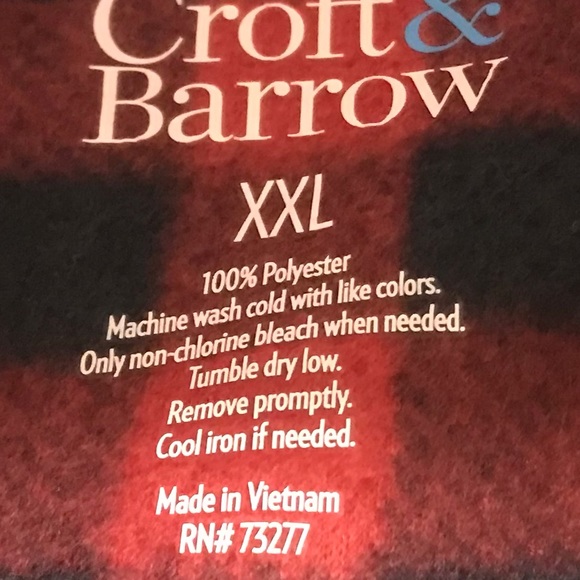 Croft &
Barrow
XXL
100% Polyester
Machine wash cold with like colors.
Only non-chlorine bleach when needed.
Tumble dry low.
Remove promptly.
Cool iron if needed.
Made in Vietnam
RN# 73277